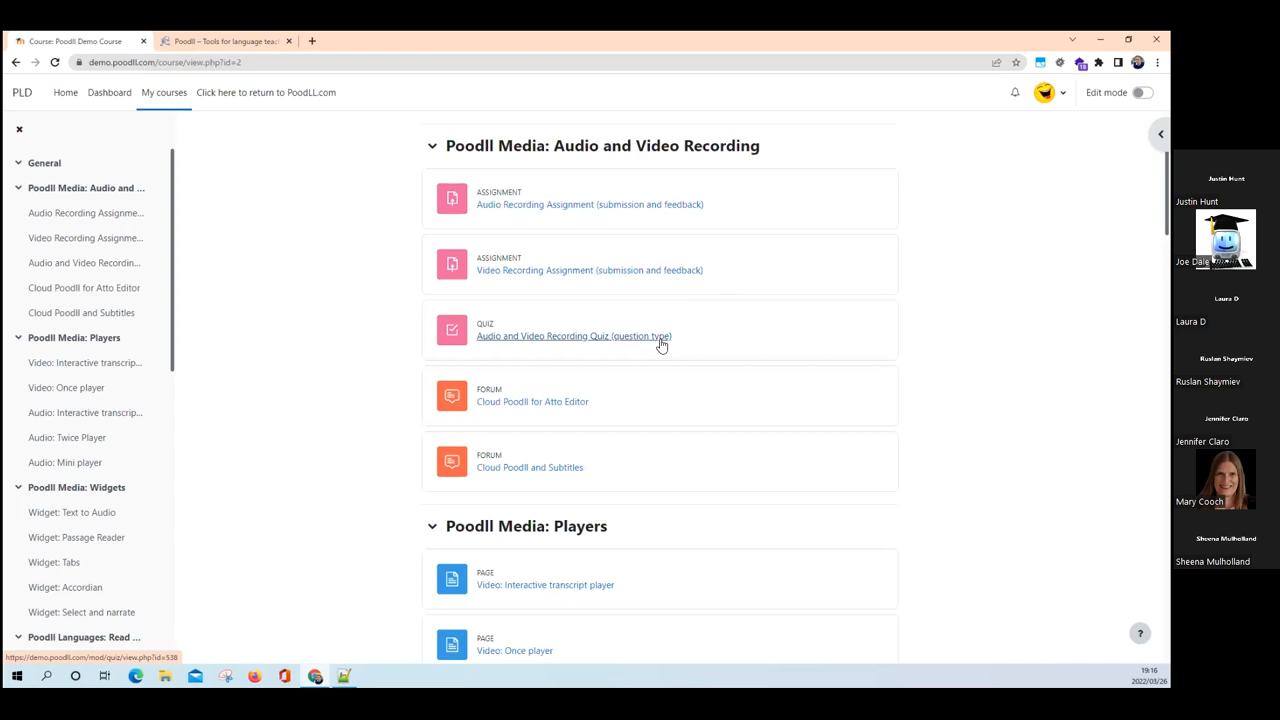 Course: Poodll Demo Course
Poodll – Tools for language teac
demo.poodll.com/course/view.php?id=2
18
PLD
Home
Dashboard
My courses
Click here to return to PoodLL.com
Edit mode
General
Poodll Media: Audio and ...
Audio Recording Assignme...
Video Recording Assignme...
Audio and Video Recordin...
Cloud Poodll for Atto Editor
Cloud Poodll and Subtitles
Poodll Media: Players
Video: Interactive transcrip...
Video: Once player
Audio: Interactive transcrip...
Audio: Twice Player
Audio: Mini player
Poodll Media: Widgets
Widget: Text to Audio
Widget: Passage Reader
Widget: Tabs
Widget: Accordian
Widget: Select and narrate
Poodll Languages: Read ...
https://demo.poodll.com/mod/quiz/view.php?id=538
Poodll Media: Audio and Video Recording
ASSIGNMENT
Audio Recording Assignment (submission and feedback)
ASSIGNMENT
Video Recording Assignment (submission and feedback)
QUIZ
Audio and Video Recording Quiz (question type)
FORUM
Cloud Poodll for Atto Editor
FORUM
Cloud Poodll and Subtitles
Poodll Media: Players
PAGE
Video: Interactive transcript player
PAGE
Video: Once player
?
19:16
2022/03/26
Justin Hunt
Justin Hunt
Joe Dale
Laura D
Laura D
Ruslan Shaymiev
Ruslan Shaymiev
Jennifer Claro
Jennifer Claro
Mary Cooch
Sheena Mulholland
Sheena Mulholland